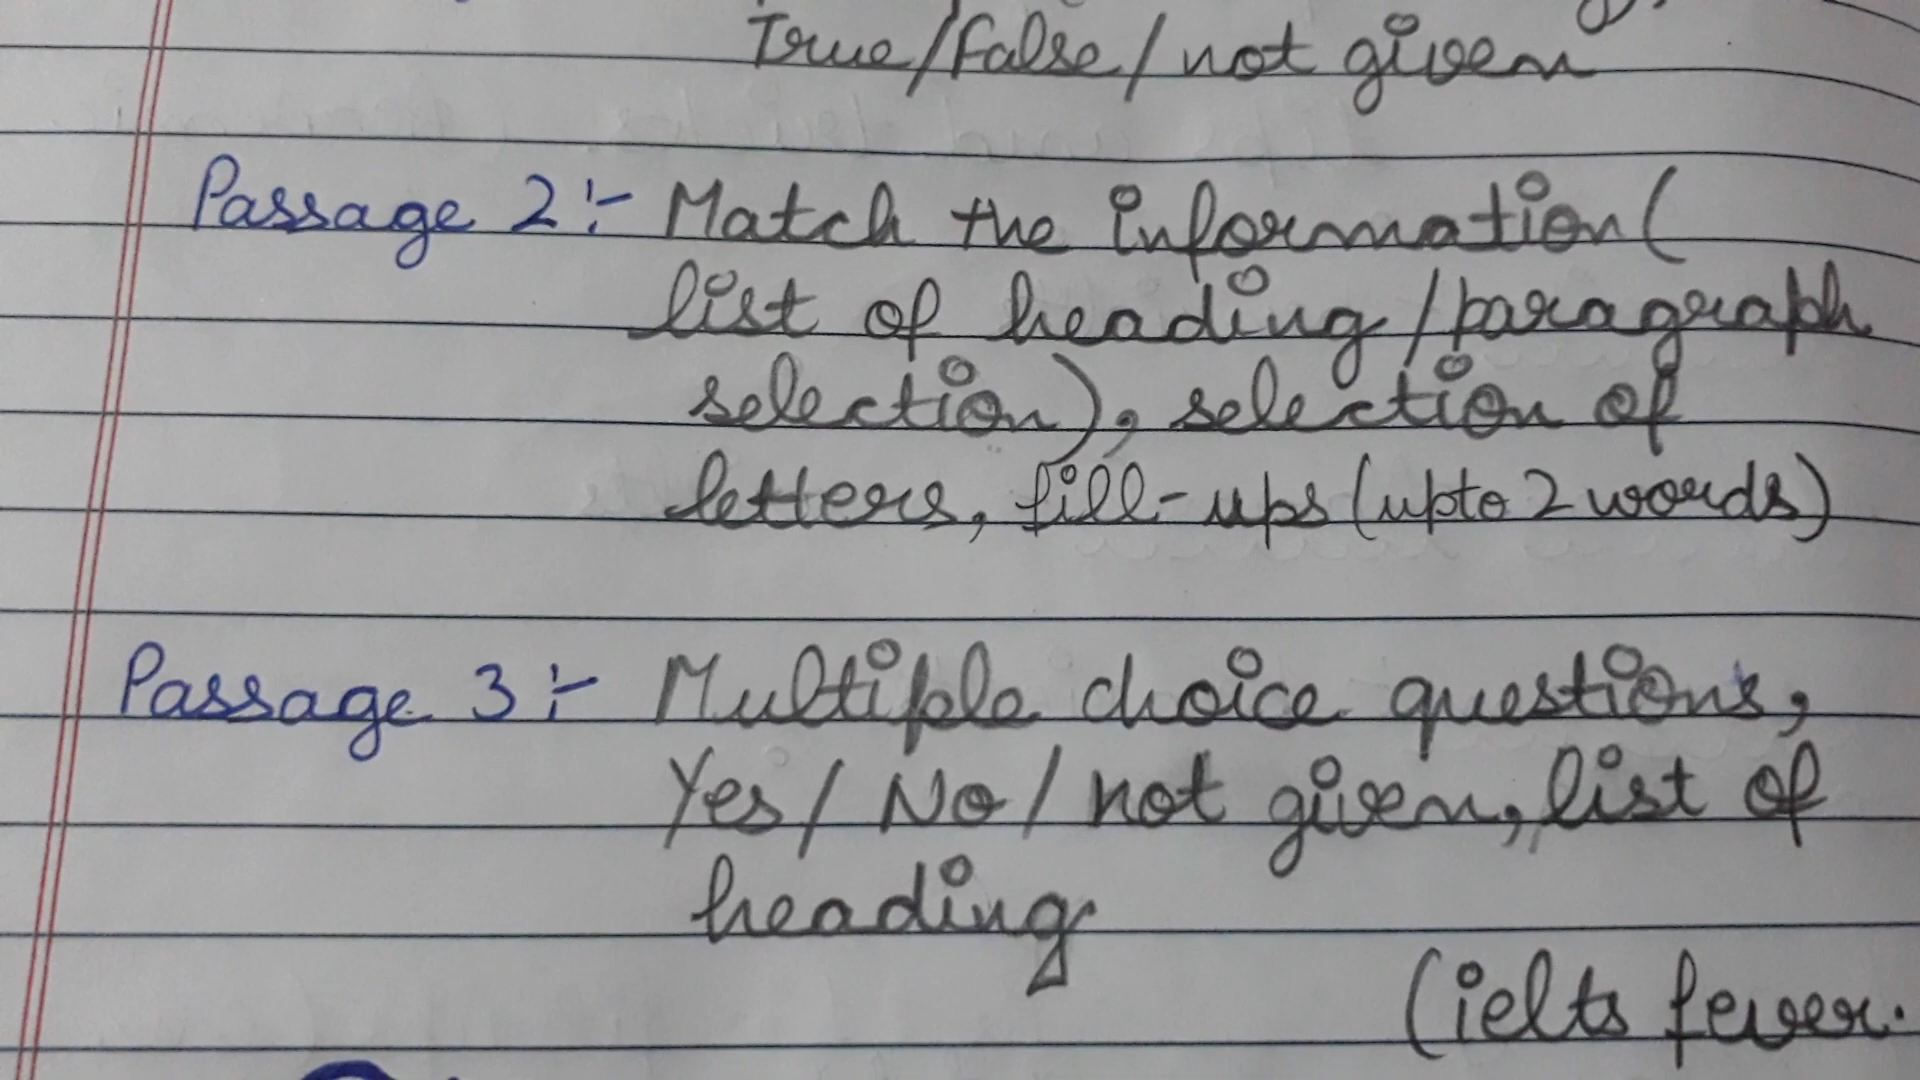 True/False/not given
Passage 2:- Match the information(
list of heading/paragraph
selection), selection of
letters, fill-ups (upto 2 words)
Passage 3:- Multiple choice questions,
Yes/No/not given, list of
heading
(ielts fever.